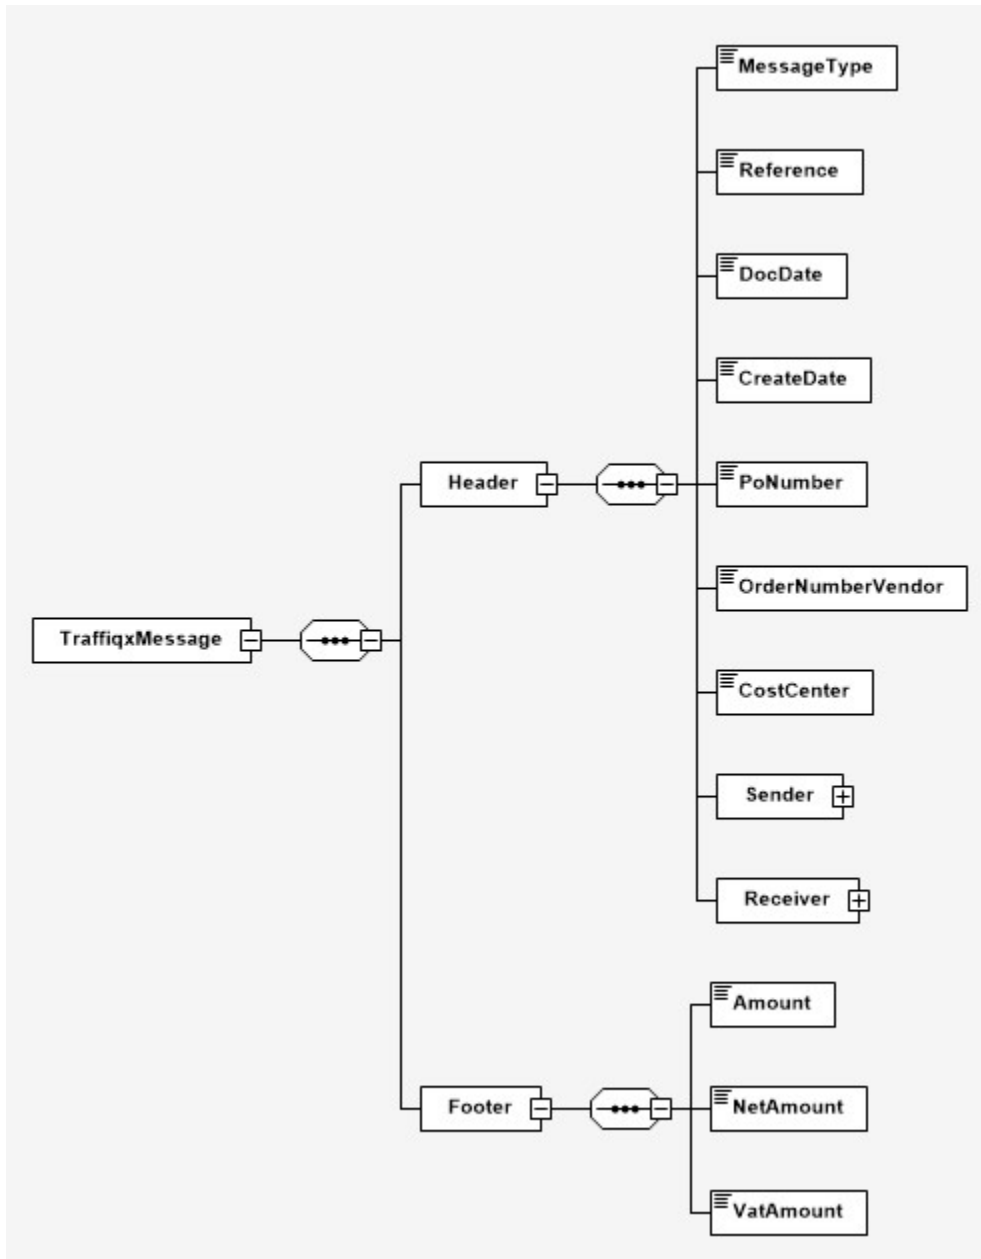 MessageType
Reference
DocDate
CreateDate
Header
PoNumber
OrderNumberVendor
TraffiqxMessage
CostCenter
Sender
Receiver
Amount
Footer
NetAmount
VatAmount